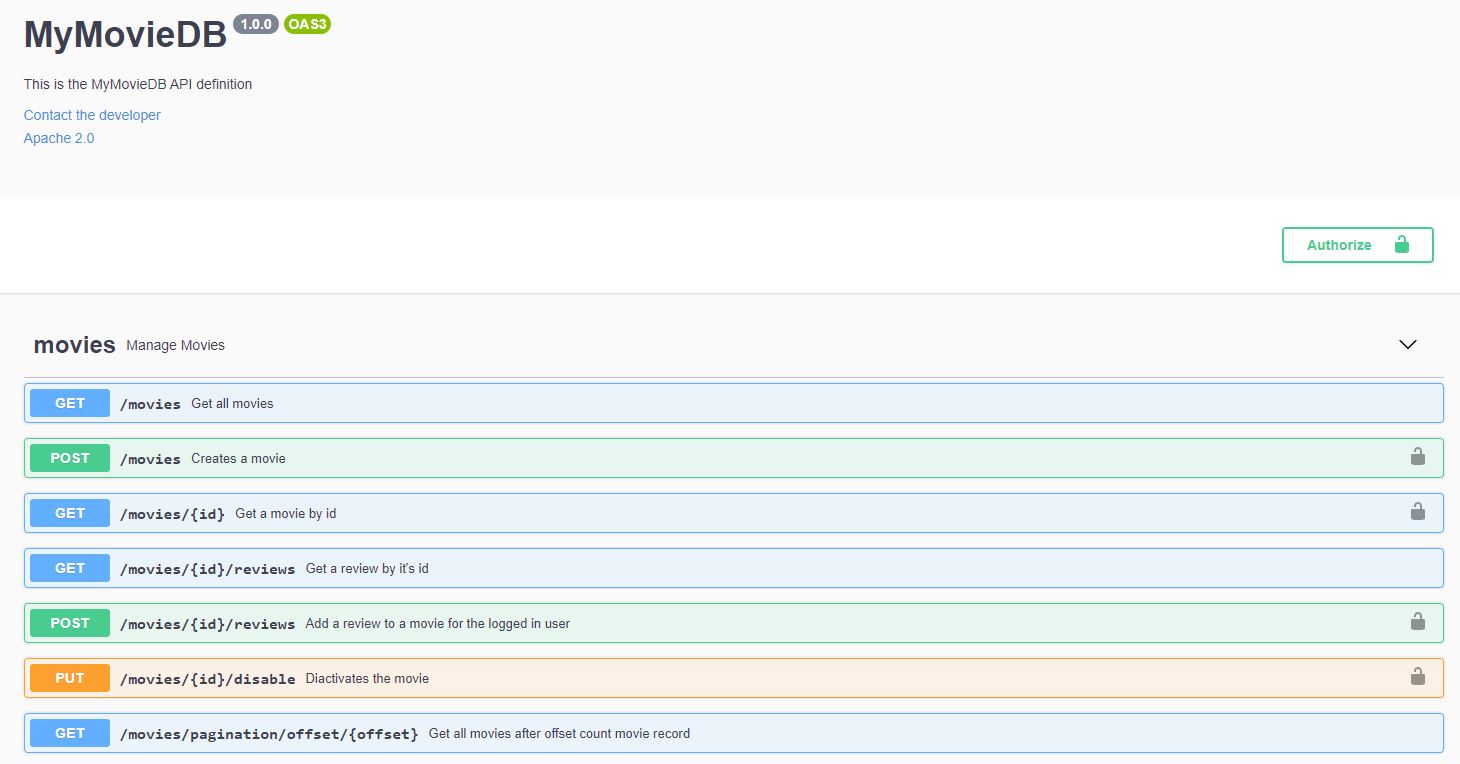 MyMovieDB 1.0.0 OAS3
This is the MyMovieDB API definition
Contact the developer
Apache 2.0
Authorize
movies Manage Movies
GET /movies Get all movies
POST /movies Creates a movie
GET /movies/{id} Get a movie by id
GET /movies/{id}/reviews Get a review by it's id
POST /movies/{id}/reviews Add a review to a movie for the logged in user
PUT /movies/{id}/disable Diactivates the movie
GET /movies/pagination/offset/{offset} Get all movies after offset count movie record